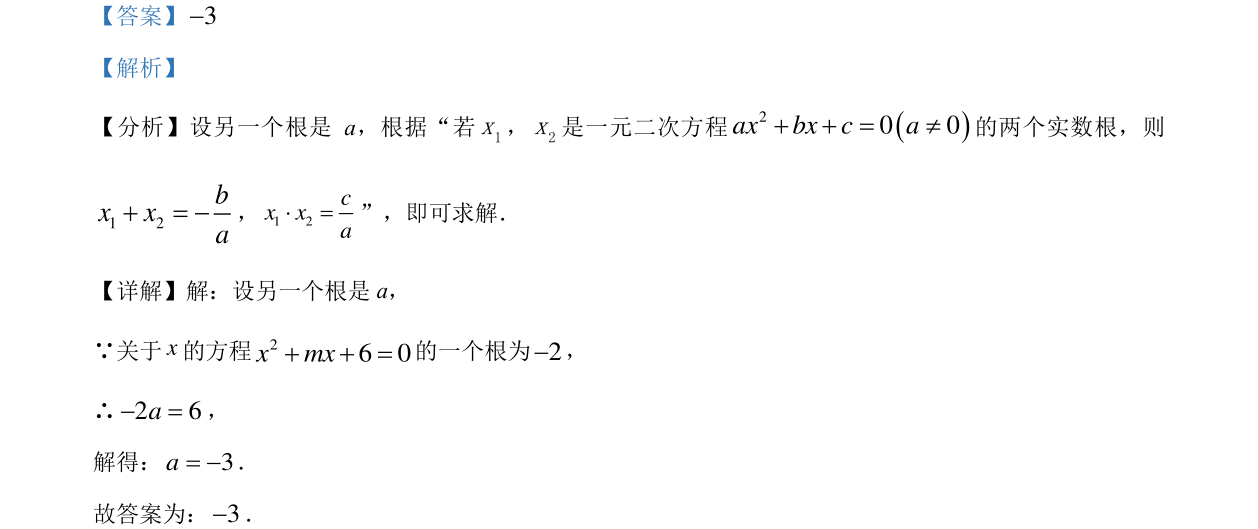 【答案】-3
【解析】
【分析】设另一个根是 a，根据“若 x₁，x₂ 是一元二次方程 ax²+bx+c=0(a≠0) 的两个实数根，则
x₁+x₂=-b/a，x₁·x₂=c/a”，即可求解．
【详解】解：设另一个根是 a，
∵关于 x 的方程 x²+mx+6=0 的一个根为-2，
∴-2a=6，
解得：a=-3．
故答案为：-3．